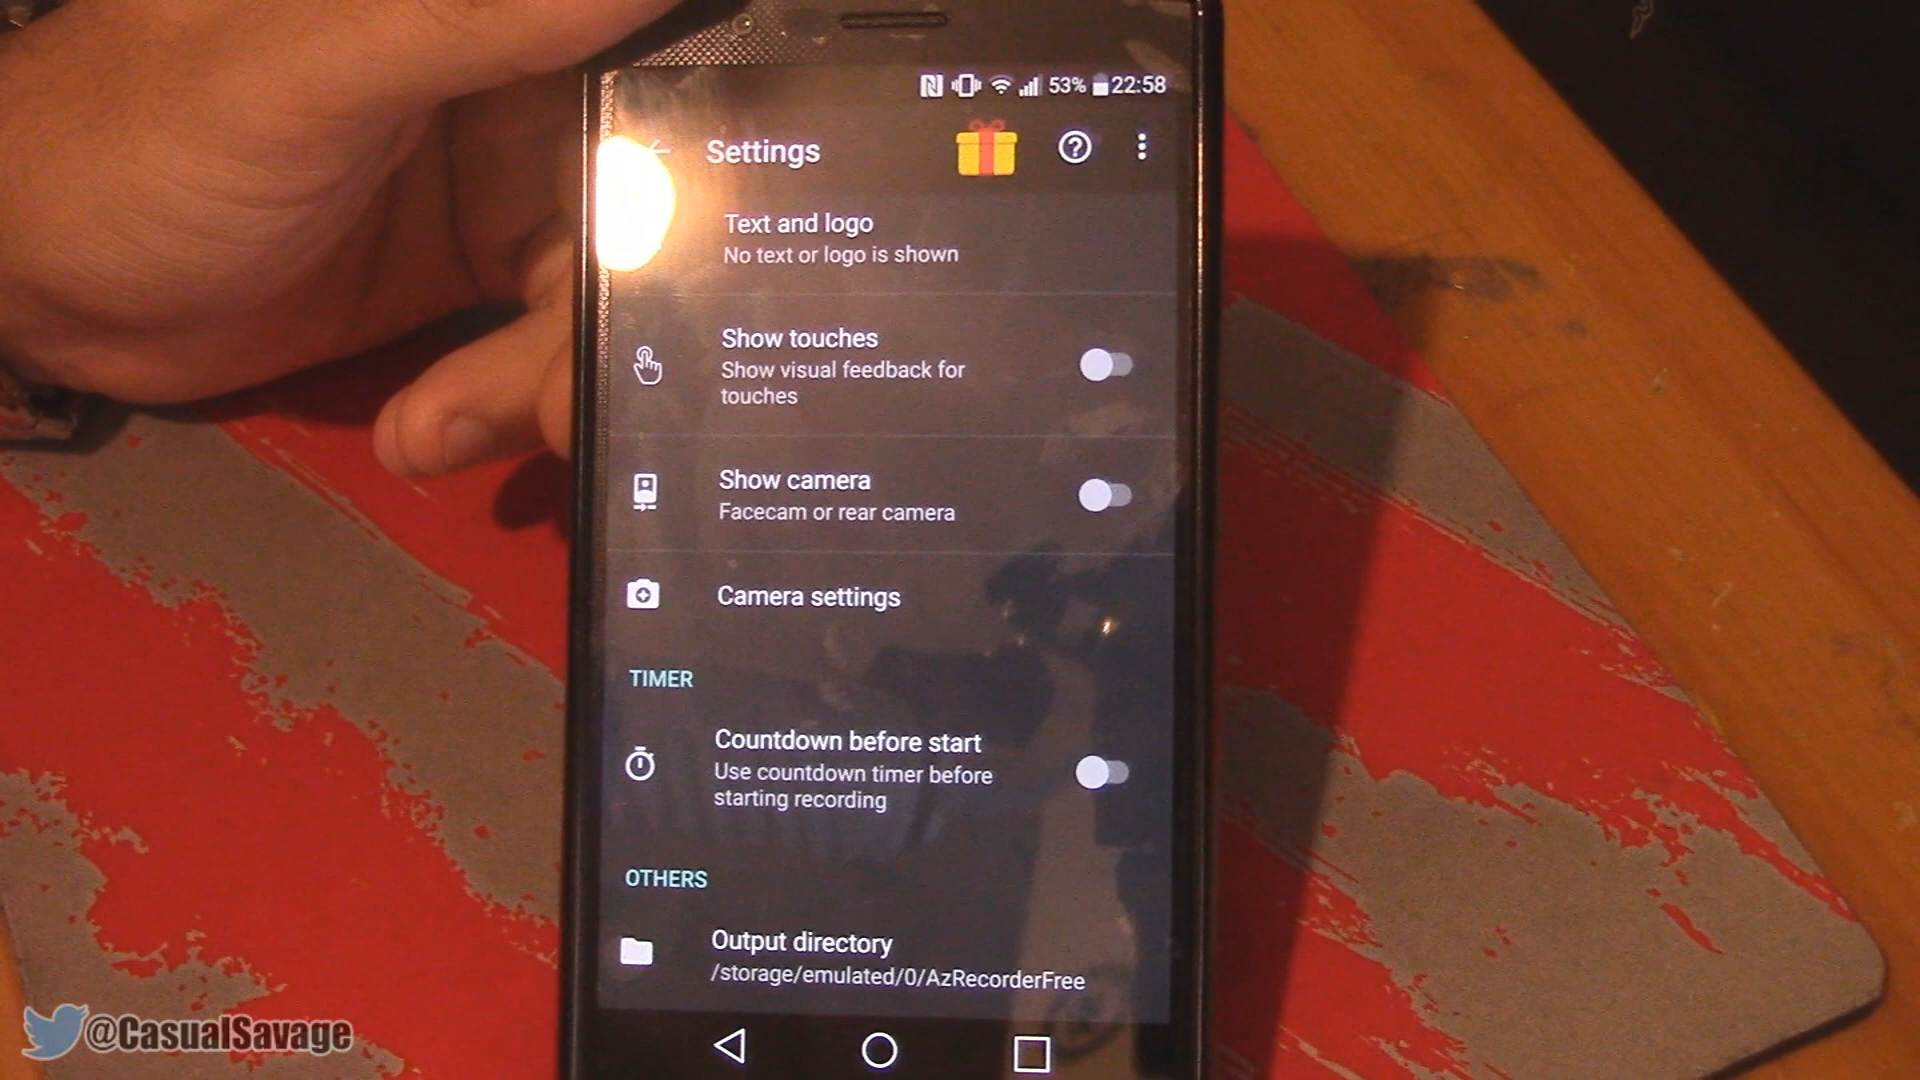 53% 22:58
Settings
Text and logo
No text or logo is shown
Show touches
Show visual feedback for
touches
Show camera
Facecam or rear camera
Camera settings
TIMER
Countdown before start
Use countdown timer before
starting recording
OTHERS
Output directory
/storage/emulated/0/AzRecorderFree
@CasualSavage